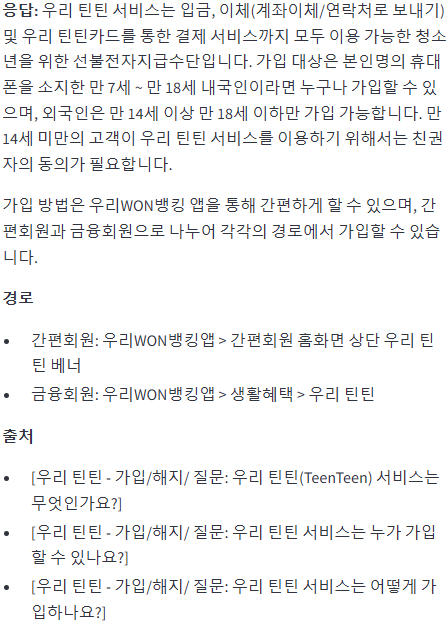 응답: 우리 틴틴 서비스는 입금, 이체(계좌이체/연락처로 보내기)
및 우리 틴틴카드를 통한 결제 서비스까지 모두 이용 가능한 청소
년을 위한 선불전자지급수단입니다. 가입 대상은 본인명의 휴대
폰을 소지한 만 7세 ~ 만 18세 내국인이라면 누구나 가입할 수 있
으며, 외국인은 만 14세 이상 만 18세 이하만 가입 가능합니다. 만
14세 미만의 고객이 우리 틴틴 서비스를 이용하기 위해서는 친권
자의 동의가 필요합니다.
가입 방법은 우리WON뱅킹 앱을 통해 간편하게 할 수 있으며, 간
편회원과 금융회원으로 나누어 각각의 경로에서 가입할 수 있습
니다.
경로
• 간편회원: 우리WON뱅킹앱 > 간편회원 홈화면 상단 우리 틴
틴 베너
• 금융회원: 우리WON뱅킹앱 > 생활혜택 > 우리 틴틴
출처
• [우리 틴틴 - 가입/해지/ 질문: 우리 틴틴(TeenTeen) 서비스는
무엇인가요?]
• [우리 틴틴 - 가입/해지/ 질문: 우리 틴틴 서비스는 누가 가입
할 수 있나요?]
• [우리 틴틴 - 가입/해지/ 질문: 우리 틴틴 서비스는 어떻게 가
입하나요?]